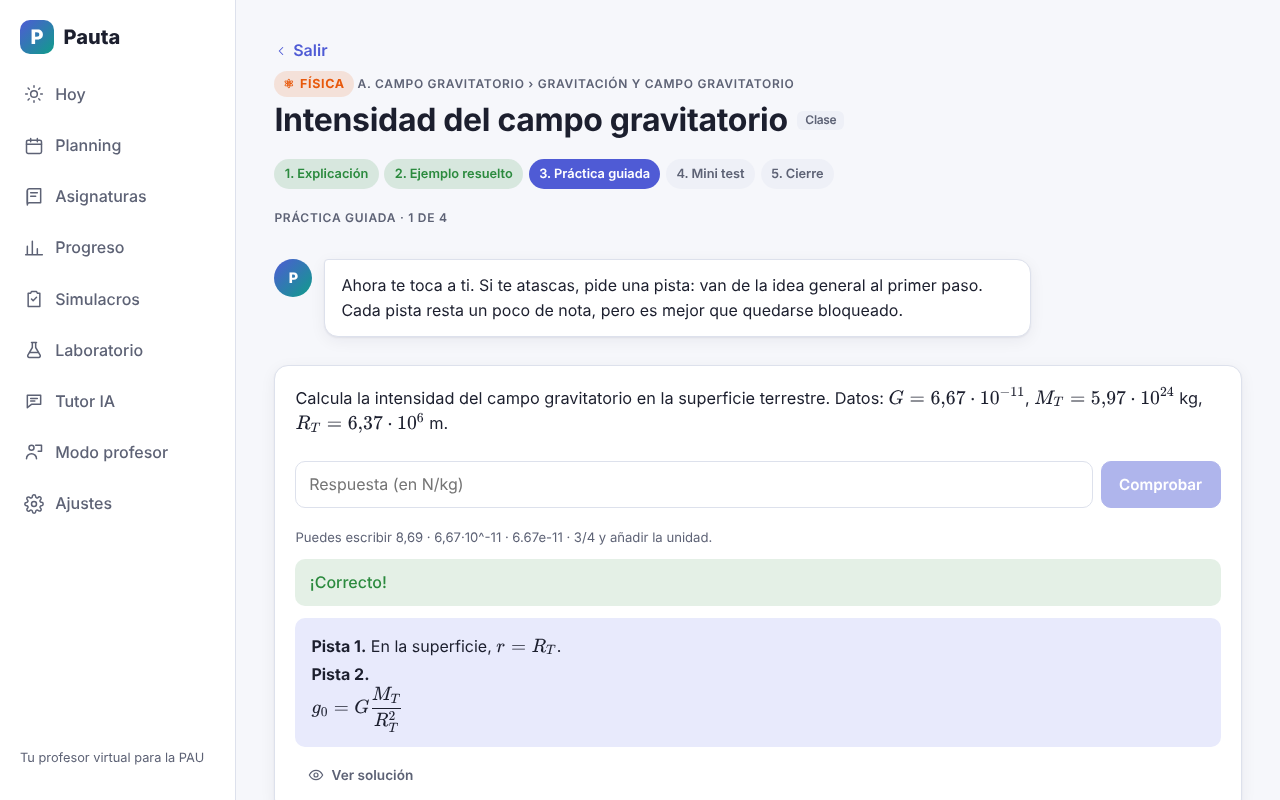 P Pauta
Hoy
Planning
Asignaturas
Progreso
Simulacros
Laboratorio
Tutor IA
Modo profesor
Ajustes
Tu profesor virtual para la PAU
‹ Salir
⚛ FÍSICA A. CAMPO GRAVITATORIO › GRAVITACIÓN Y CAMPO GRAVITATORIO
Intensidad del campo gravitatorio Clase
1. Explicación 2. Ejemplo resuelto 3. Práctica guiada 4. Mini test 5. Cierre
PRÁCTICA GUIADA · 1 DE 4
P
Ahora te toca a ti. Si te atascas, pide una pista: van de la idea general al primer paso.
Cada pista resta un poco de nota, pero es mejor que quedarse bloqueado.
Calcula la intensidad del campo gravitatorio en la superficie terrestre. Datos: $G = 6{,}67 \cdot 10^{-11}$, $M_T = 5{,}97 \cdot 10^{24}$ kg,
$R_T = 6{,}37 \cdot 10^6$ m.
Respuesta (en N/kg) Comprobar
Puedes escribir 8,69 · 6,67·10^-11 · 6.67e-11 · 3/4 y añadir la unidad.
¡Correcto!
Pista 1. En la superficie, $r = R_T$.
Pista 2.
$g_0 = G\frac{M_T}{R_T^2}$
Ver solución